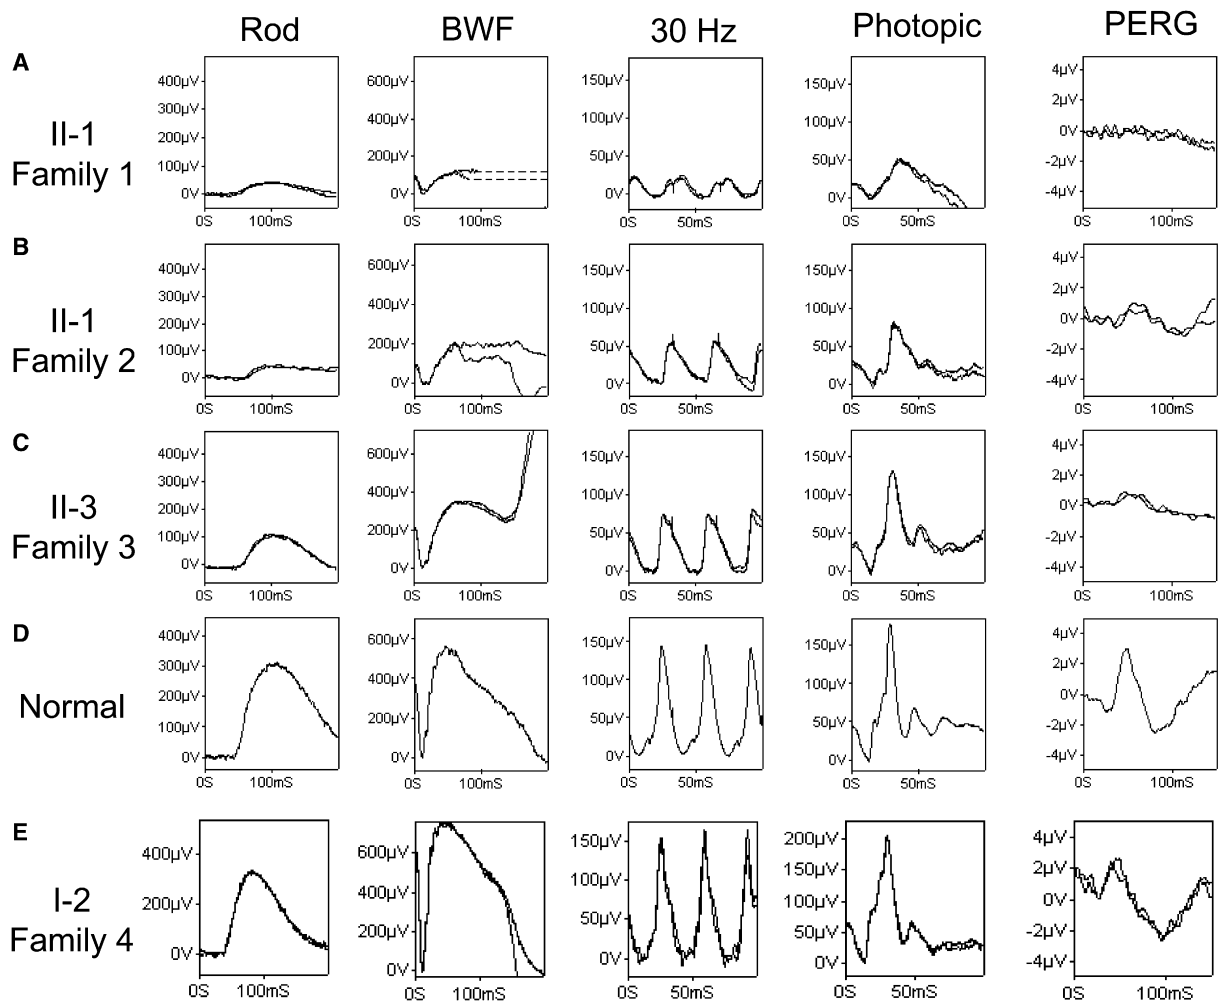 Rod BWF 30 Hz Photopic PERG
A
II-1
Family 1
400µV 300µV 200µV 100µV 0V 0S 100mS
600µV 400µV 200µV 0V 0S 100mS
150µV 100µV 50µV 0V 0S 50mS
150µV 100µV 50µV 0V 0S 50mS
4µV 2µV 0V -2µV -4µV 0S 100mS
B
II-1
Family 2
400µV 300µV 200µV 100µV 0V 0S 100mS
600µV 400µV 200µV 0V 0S 100mS
150µV 100µV 50µV 0V 0S 50mS
150µV 100µV 50µV 0V 0S 50mS
4µV 2µV 0V -2µV -4µV 0S 100mS
C
II-3
Family 3
400µV 300µV 200µV 100µV 0V 0S 100mS
600µV 400µV 200µV 0V 0S 100mS
150µV 100µV 50µV 0V 0S 50mS
150µV 100µV 50µV 0V 0S 50mS
4µV 2µV 0V -2µV -4µV 0S 100mS
D
Normal
400µV 300µV 200µV 100µV 0V 0S 100mS
600µV 400µV 200µV 0V 0S 100mS
150µV 100µV 50µV 0V 0S 50mS
150µV 100µV 50µV 0V 0S 50mS
4µV 2µV 0V -2µV -4µV 0S 100mS
E
I-2
Family 4
400µV 200µV 0V 0S 100mS
600µV 400µV 200µV 0V 0S 100mS
150µV 100µV 50µV 0V 0S 50mS
200µV 150µV 100µV 50µV 0V 0S 50mS
4µV 2µV 0V -2µV -4µV 0S 100mS